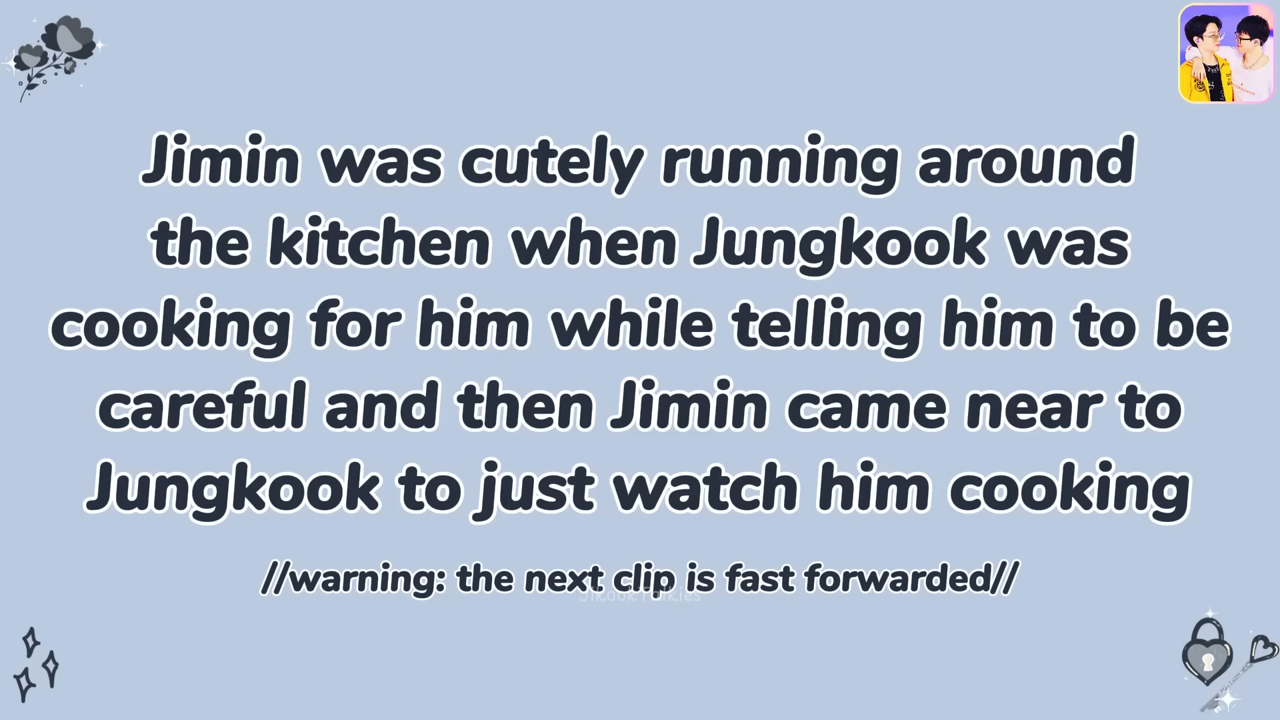 Jimin was cutely running around
the kitchen when Jungkook was
cooking for him while telling him to be
careful and then Jimin came near to
Jungkook to just watch him cooking
//warning: the next clip is fast forwarded//
Jikook Talkies